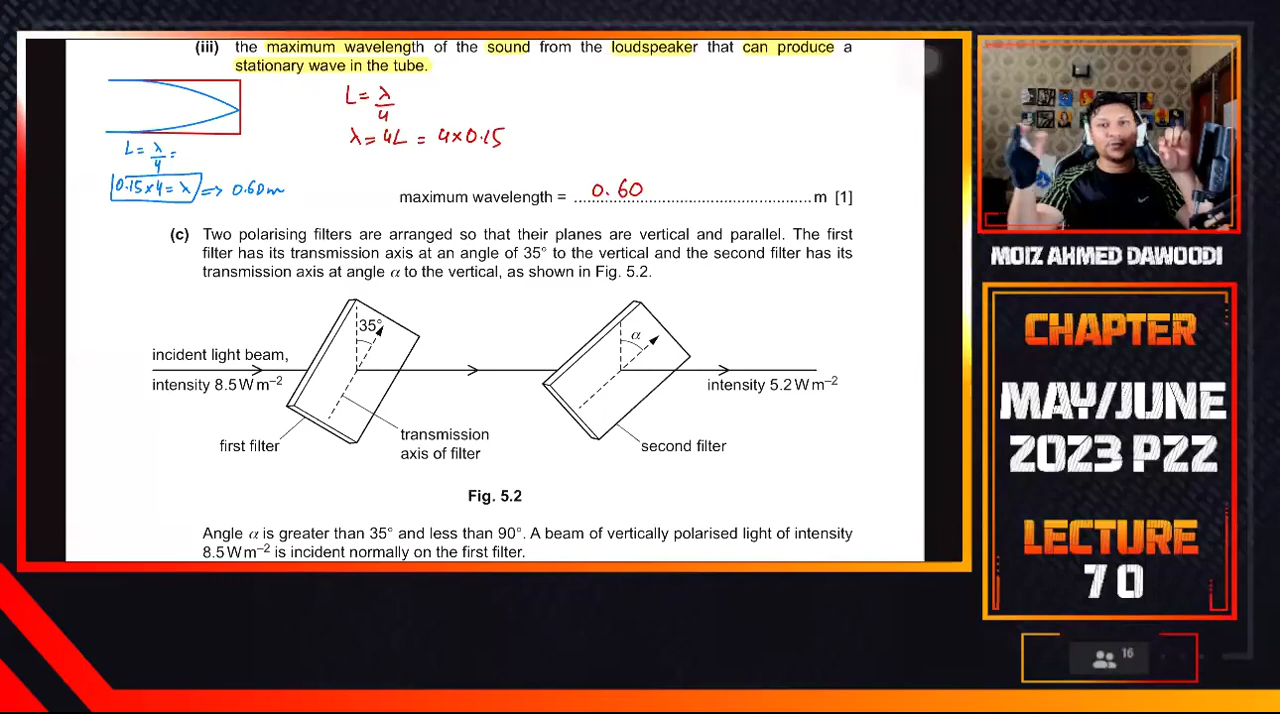 (iii) the maximum wavelength of the sound from the loudspeaker that can produce a
stationary wave in the tube.
L = λ/4
λ = 4L = 4×0.15
L = λ/4 =
0.15×4 = λ => 0.60m
maximum wavelength = 0.60 m [1]
(c) Two polarising filters are arranged so that their planes are vertical and parallel. The first
filter has its transmission axis at an angle of 35° to the vertical and the second filter has its
transmission axis at angle α to the vertical, as shown in Fig. 5.2.
35°
α
incident light beam,
intensity 8.5 W m⁻²
intensity 5.2 W m⁻²
first filter
transmission
axis of filter
second filter
Fig. 5.2
Angle α is greater than 35° and less than 90°. A beam of vertically polarised light of intensity
8.5 W m⁻² is incident normally on the first filter.
MOIZ AHMED DAWOODI
CHAPTER
MAY/JUNE
2023 P22
LECTURE
70
16